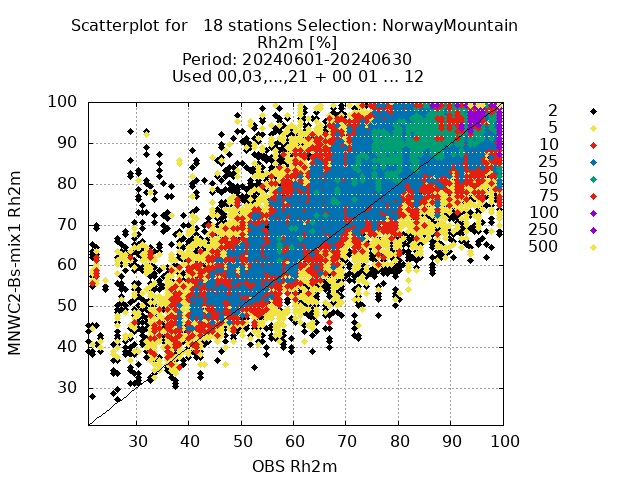 Scatterplot for   18 stations Selection: NorwayMountain
Rh2m [%]
Period: 20240601-20240630
Used 00,03,...,21 + 00 01 ... 12
100
90
80
70
60
50
40
30
MNWC2-Bs-mix1 Rh2m
30 40 50 60 70 80 90 100
OBS Rh2m
2
5
10
25
50
75
100
250
500